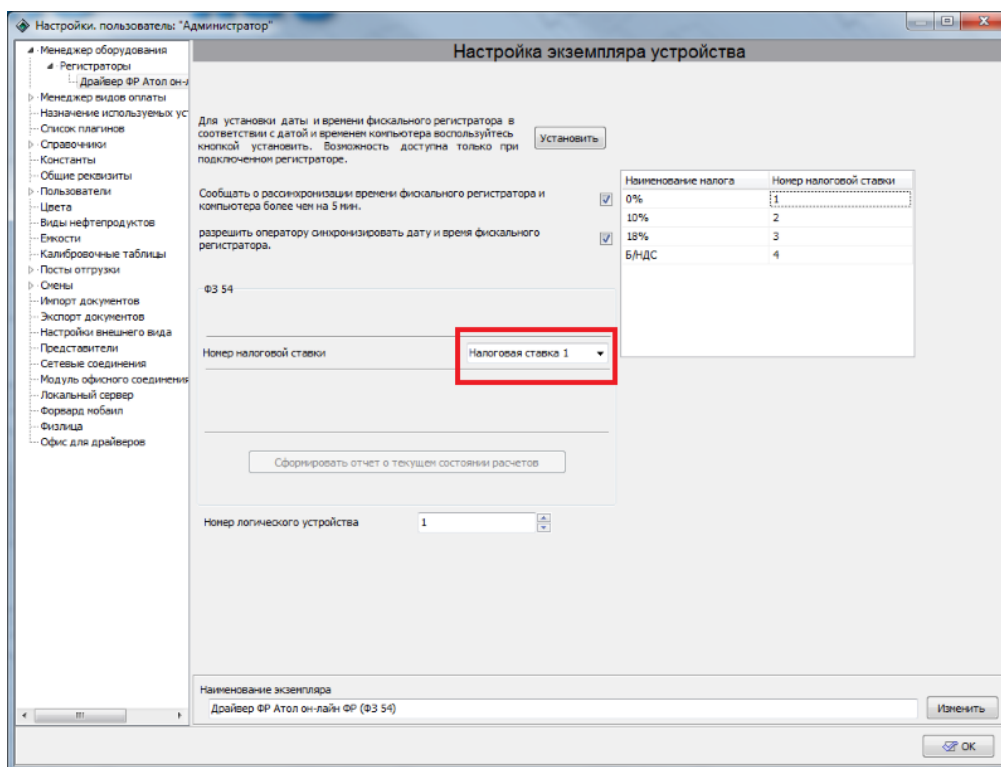 Настройки. пользователь: "Администратор"
Менеджер оборудования
Регистраторы
Драйвер ФР Атол он-л
Менеджер видов оплаты
Назначение используемых ус
Список плагинов
Справочники
Константы
Общие реквизиты
Пользователи
Цвета
Виды нефтепродуктов
Емкости
Калибровочные таблицы
Посты отгрузки
Смены
Импорт документов
Экспорт документов
Настройки внешнего вида
Представители
Сетевые соединения
Модуль офисного соединения
Локальный сервер
Форвард мобаил
Физлица
Офис для драйверов
Настройка экземпляра устройства
Для установки даты и времени фискального регистратора в
соответствии с датой и временем компьютера воспользуйтесь
кнопкой установить. Возможность доступна только при
подключенном регистраторе.
Установить
Сообщать о рассинхронизации времени фискального регистратора и
компьютера более чем на 5 мин.
разрешить оператору синхронизировать дату и время фискального
регистратора.
Наименование налога Номер налоговой ставки
0% 1
10% 2
18% 3
Б/НДС 4
ФЗ 54
Номер налоговой ставки Налоговая ставка 1
Сформировать отчет о текущем состоянии расчетов
Номер логического устройства 1
Наименование экземпляра
Драйвер ФР Атол он-лайн ФР (ФЗ 54) Изменить
OK